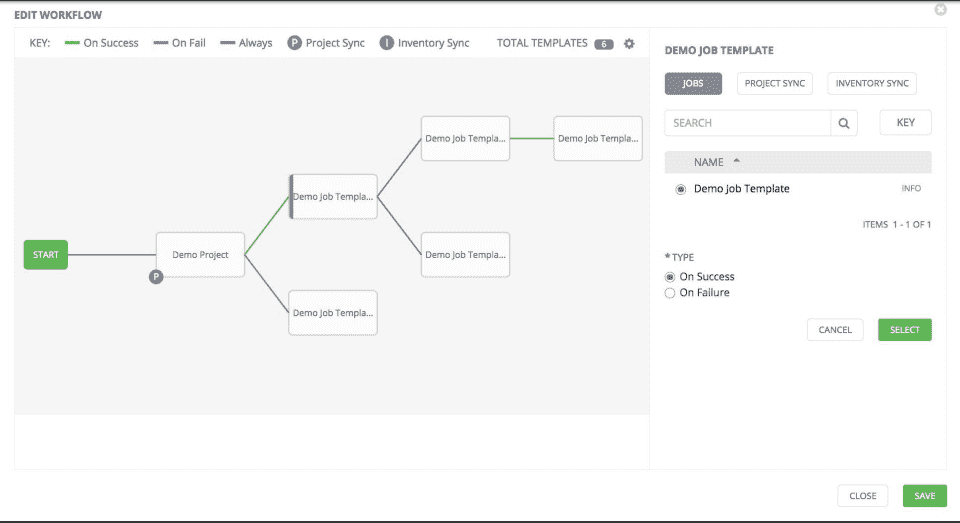 EDIT WORKFLOW
KEY: On Success On Fail Always P Project Sync I Inventory Sync TOTAL TEMPLATES 6
START
Demo Project
P
Demo Job Templa...
Demo Job Templa...
Demo Job Templa...
Demo Job Templa...
Demo Job Templa...
DEMO JOB TEMPLATE
JOBS PROJECT SYNC INVENTORY SYNC
SEARCH KEY
NAME
Demo Job Template INFO
ITEMS 1 - 1 OF 1
* TYPE
On Success
On Failure
CANCEL SELECT
CLOSE SAVE